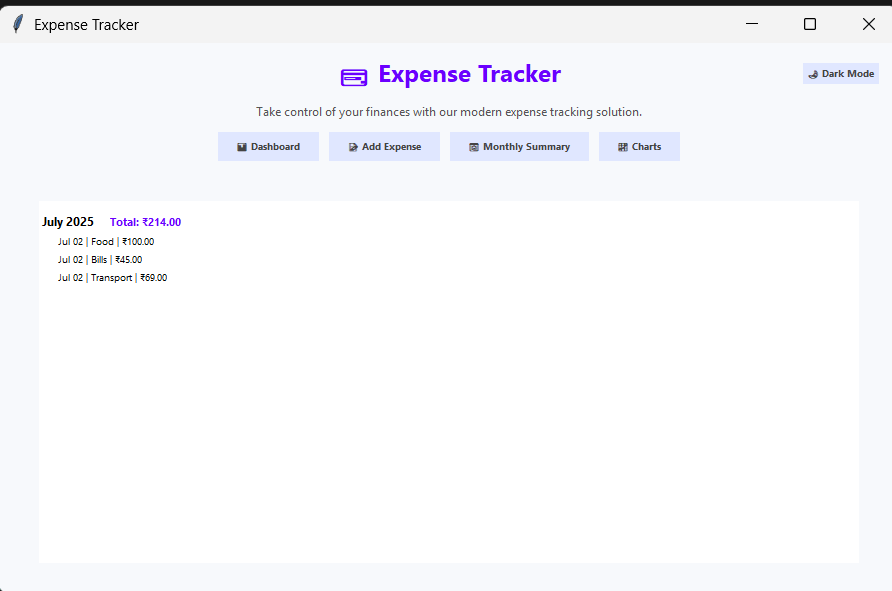 Expense Tracker
Expense Tracker
Dark Mode
Take control of your finances with our modern expense tracking solution.
Dashboard Add Expense Monthly Summary Charts
July 2025 Total: ₹214.00
Jul 02 | Food | ₹100.00
Jul 02 | Bills | ₹45.00
Jul 02 | Transport | ₹69.00